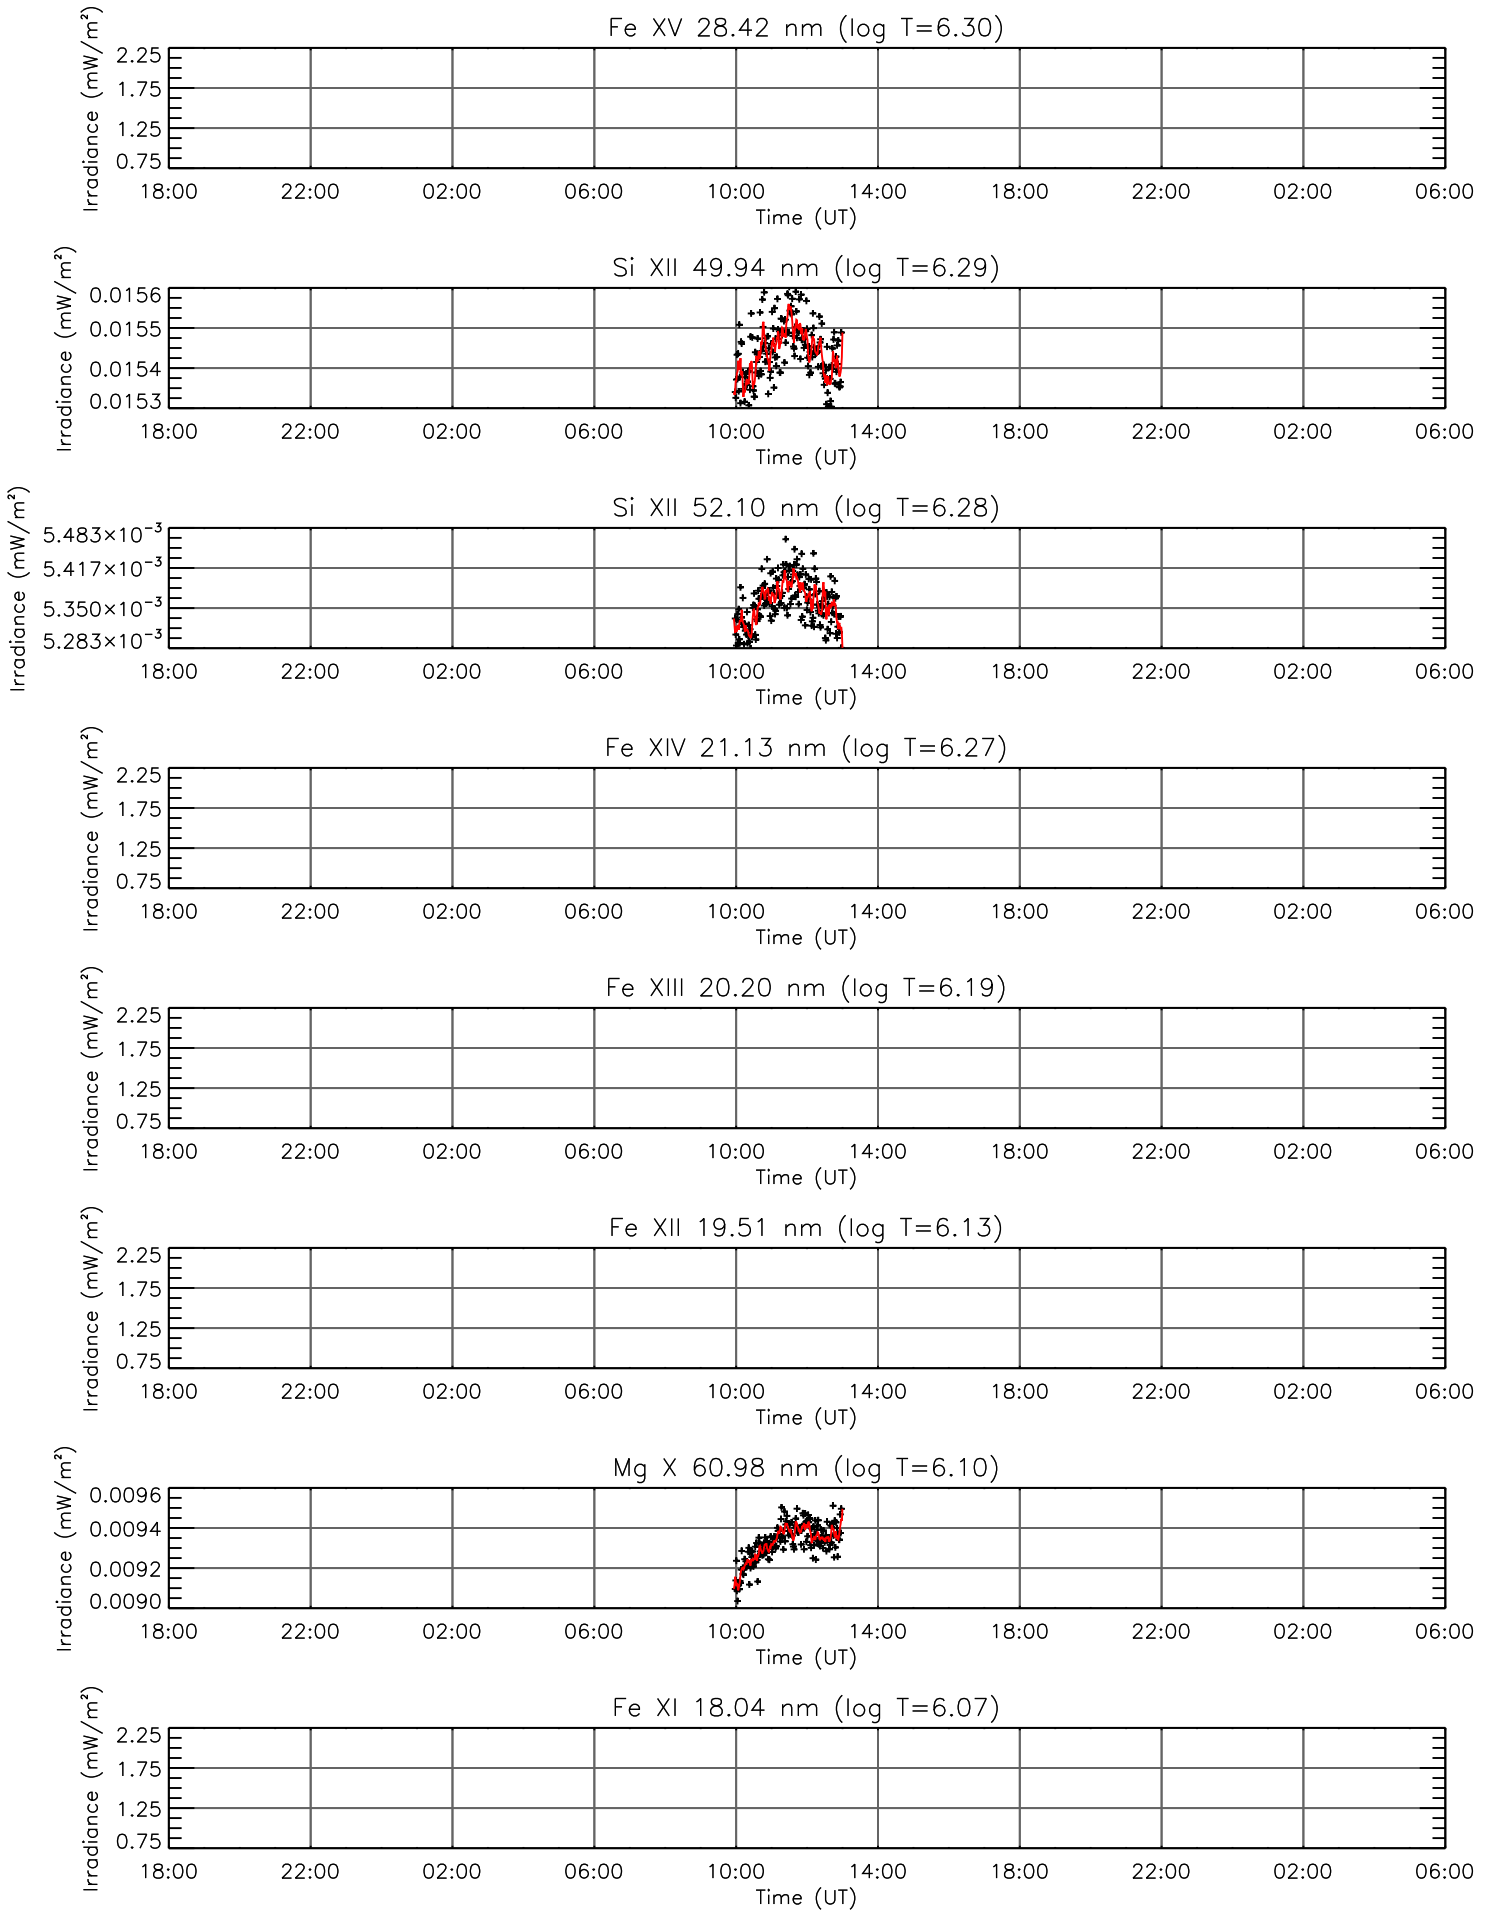 Fe XV 28.42 nm (log T=6.30)
Irradiance (mW/m²)
2.25
1.75
1.25
0.75
18:00 22:00 02:00 06:00 10:00 14:00 18:00 22:00 02:00 06:00
Time (UT)
Si XII 49.94 nm (log T=6.29)
Irradiance (mW/m²)
0.0156
0.0155
0.0154
0.0153
18:00 22:00 02:00 06:00 10:00 14:00 18:00 22:00 02:00 06:00
Time (UT)
Si XII 52.10 nm (log T=6.28)
Irradiance (mW/m²)
5.483×10⁻³
5.417×10⁻³
5.350×10⁻³
5.283×10⁻³
18:00 22:00 02:00 06:00 10:00 14:00 18:00 22:00 02:00 06:00
Time (UT)
Fe XIV 21.13 nm (log T=6.27)
Irradiance (mW/m²)
2.25
1.75
1.25
0.75
18:00 22:00 02:00 06:00 10:00 14:00 18:00 22:00 02:00 06:00
Time (UT)
Fe XIII 20.20 nm (log T=6.19)
Irradiance (mW/m²)
2.25
1.75
1.25
0.75
18:00 22:00 02:00 06:00 10:00 14:00 18:00 22:00 02:00 06:00
Time (UT)
Fe XII 19.51 nm (log T=6.13)
Irradiance (mW/m²)
2.25
1.75
1.25
0.75
18:00 22:00 02:00 06:00 10:00 14:00 18:00 22:00 02:00 06:00
Time (UT)
Mg X 60.98 nm (log T=6.10)
Irradiance (mW/m²)
0.0096
0.0094
0.0092
0.0090
18:00 22:00 02:00 06:00 10:00 14:00 18:00 22:00 02:00 06:00
Time (UT)
Fe XI 18.04 nm (log T=6.07)
Irradiance (mW/m²)
2.25
1.75
1.25
0.75
18:00 22:00 02:00 06:00 10:00 14:00 18:00 22:00 02:00 06:00
Time (UT)